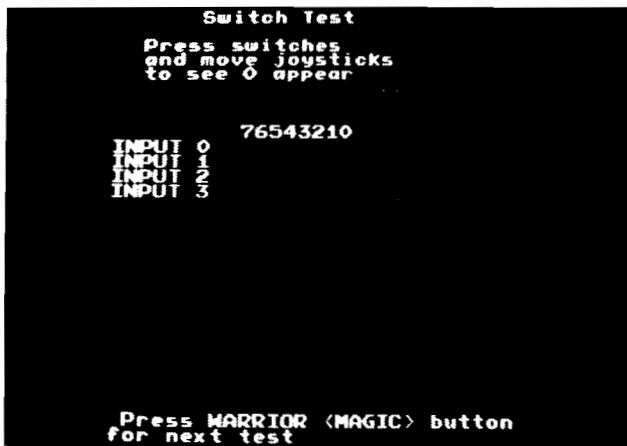 Switch Test
Press switches
and move joysticks
to see 0 appear
76543210
INPUT 0
INPUT 1
INPUT 2
INPUT 3
Press WARRIOR <MAGIC> button
for next test